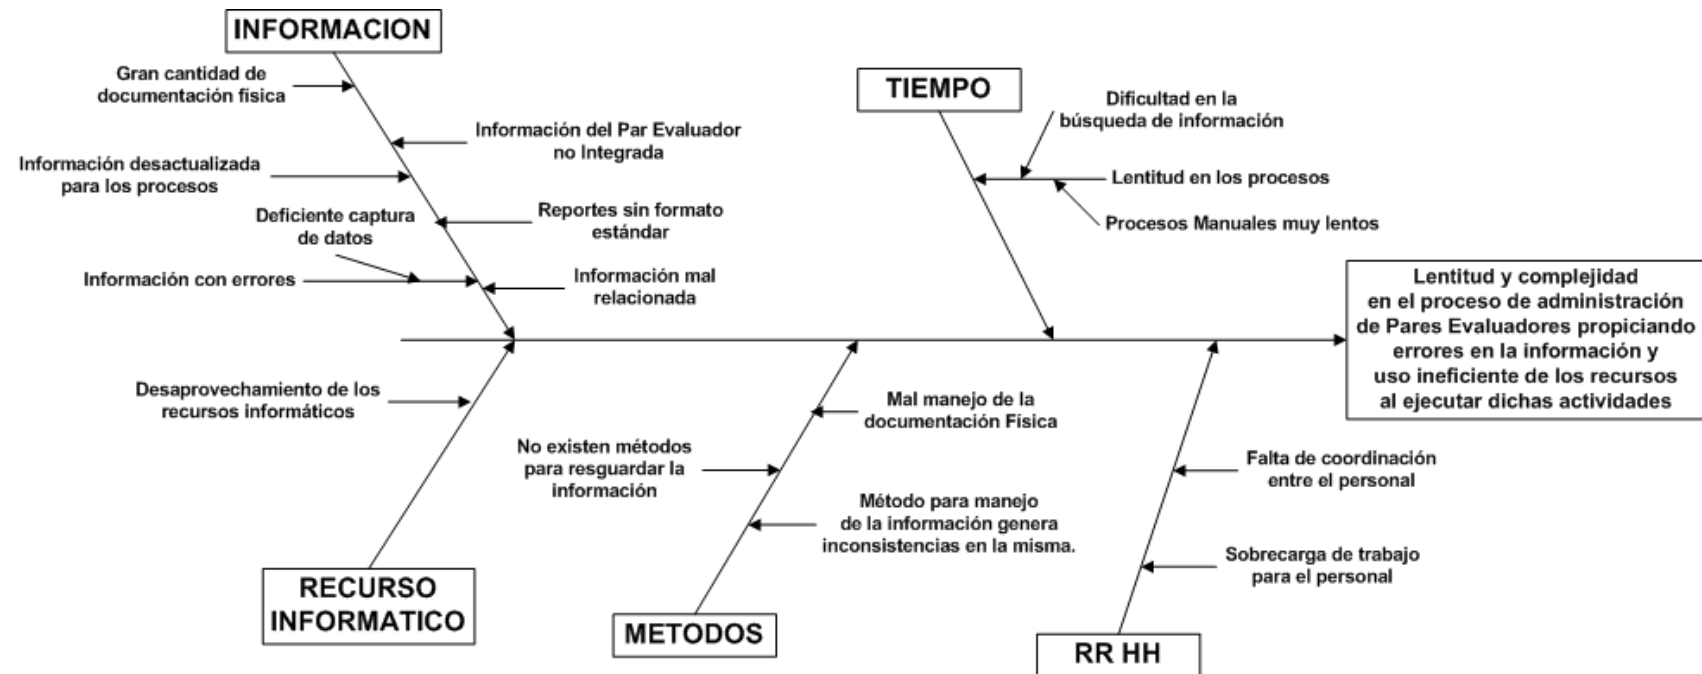 INFORMACION
Gran cantidad de
documentación física
Información del Par Evaluador
no Integrada
Información desactualizada
para los procesos
Deficiente captura
de datos
Reportes sin formato
estándar
Información con errores
Información mal
relacionada
TIEMPO
Dificultad en la
búsqueda de información
Lentitud en los procesos
Procesos Manuales muy lentos
Lentitud y complejidad
en el proceso de administración
de Pares Evaluadores propiciando
errores en la información y
uso ineficiente de los recursos
al ejecutar dichas actividades
Desaprovechamiento de los
recursos informáticos
RECURSO
INFORMATICO
Mal manejo de la
documentación Física
No existen métodos
para resguardar la
información
Método para manejo
de la información genera
inconsistencias en la misma.
METODOS
Falta de coordinación
entre el personal
Sobrecarga de trabajo
para el personal
RR HH